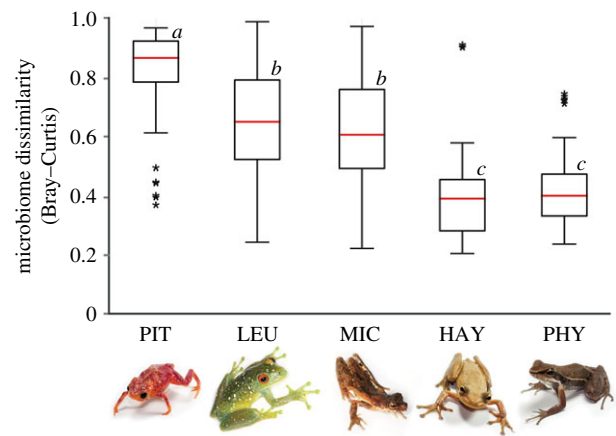 microbiome dissimilarity
(Bray–Curtis)
1.0
0.8
0.6
0.4
0.2
0
a
b
b
c
c
PIT LEU MIC HAY PHY